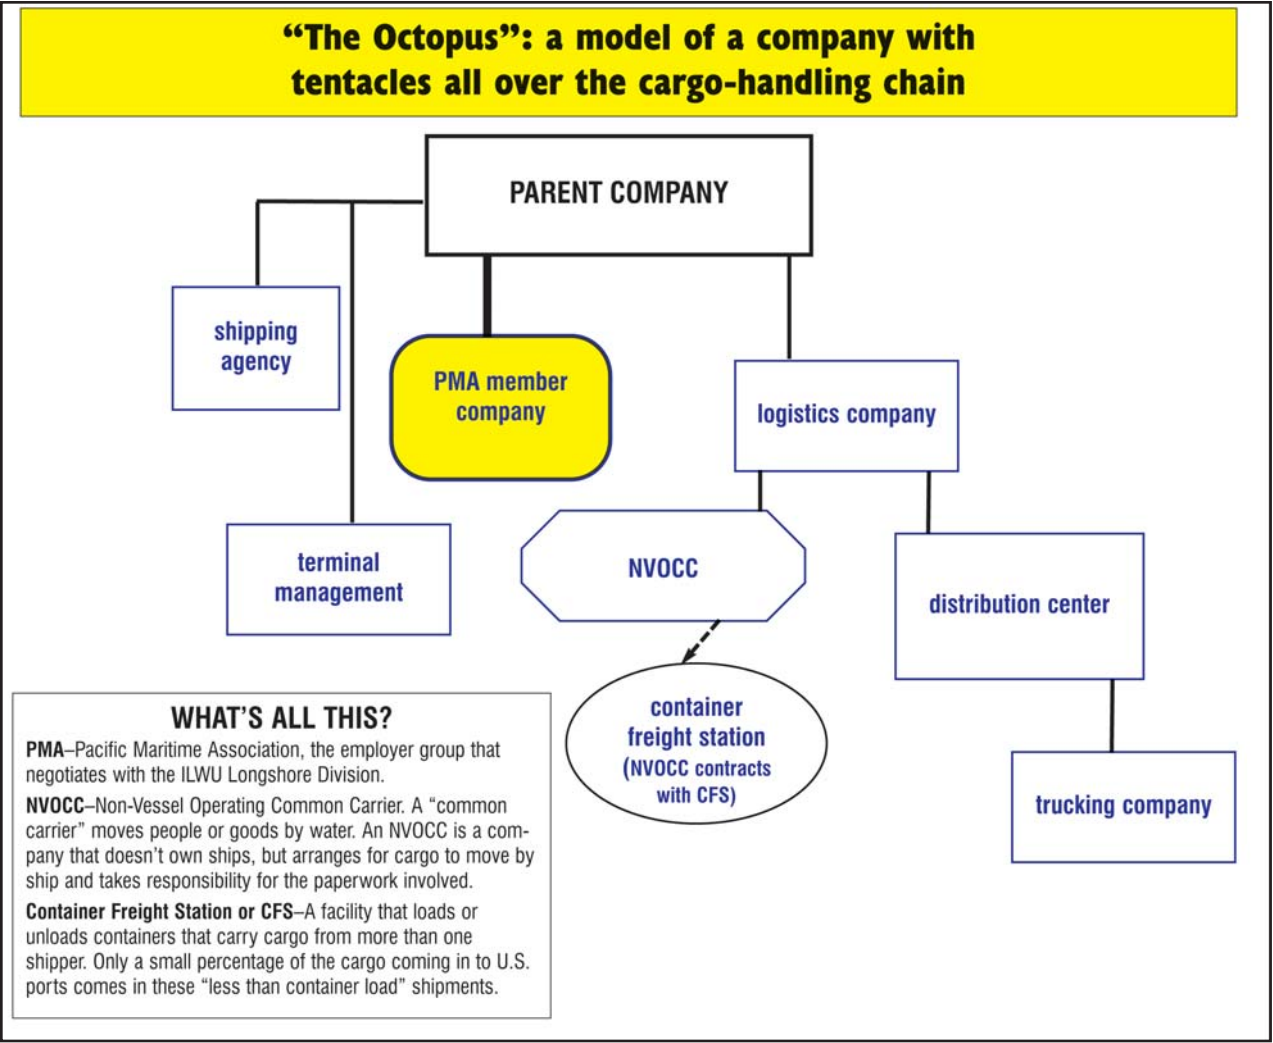 “The Octopus”: a model of a company with
tentacles all over the cargo-handling chain
PARENT COMPANY
shipping
agency
PMA member
company
logistics company
terminal
management
NVOCC
distribution center
container
freight station
(NVOCC contracts
with CFS)
trucking company
WHAT’S ALL THIS?
PMA–Pacific Maritime Association, the employer group that
negotiates with the ILWU Longshore Division.
NVOCC–Non-Vessel Operating Common Carrier. A “common
carrier” moves people or goods by water. An NVOCC is a com-
pany that doesn’t own ships, but arranges for cargo to move by
ship and takes responsibility for the paperwork involved.
Container Freight Station or CFS–A facility that loads or
unloads containers that carry cargo from more than one
shipper. Only a small percentage of the cargo coming in to U.S.
ports comes in these “less than container load” shipments.